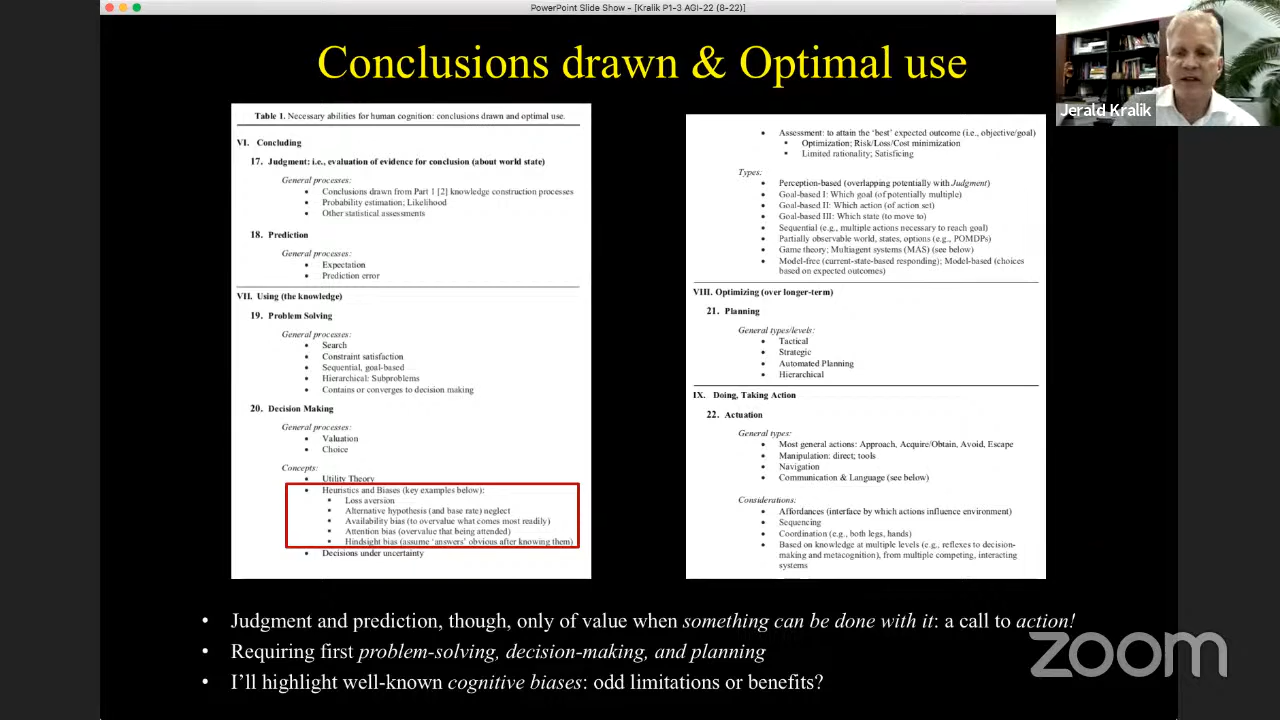 PowerPoint Slide Show - [Kralik P1-3 AGI-22 (8-22)]
Jerald Kralik
Conclusions drawn & Optimal use
Table 1. Necessary abilities for human cognition: conclusions drawn and optimal use.
VI. Concluding
17. Judgment: i.e., evaluation of evidence for conclusion (about world state)
General processes:
• Conclusions drawn from Part 1 [2] knowledge construction processes
• Probability estimation; Likelihood
• Other statistical assessments
18. Prediction
General processes:
• Expectation
• Prediction error
VII. Using (the knowledge)
19. Problem Solving
General processes:
• Search
• Constraint satisfaction
• Sequential, goal-based
• Hierarchical: Subproblems
• Contains or converges to decision making
20. Decision Making
General processes:
• Valuation
• Choice
Concepts:
• Utility Theory
• Heuristics and Biases (key examples below):
▪ Loss aversion
▪ Alternative hypothesis (and base rate) neglect
▪ Availability bias (to overvalue what comes most readily)
▪ Attention bias (overvalue that being attended)
▪ Hindsight bias (assume ‘answers’ obvious after knowing them)
• Decisions under uncertainty
• Assessment: to attain the ‘best’ expected outcome (i.e., objective/goal)
▪ Optimization; Risk/Loss/Cost minimization
▪ Limited rationality; Satisficing
Types:
• Perception-based (overlapping potentially with Judgment)
• Goal-based I: Which goal (of potentially multiple)
• Goal-based II: Which action (of action set)
• Goal-based III: Which state (to move to)
• Sequential (e.g., multiple actions necessary to reach goal)
• Partially observable world, states, options (e.g., POMDPs)
• Game theory; Multiagent systems (MAS) (see below)
• Model-free (current-state-based responding); Model-based (choices
based on expected outcomes)
VIII. Optimizing (over longer-term)
21. Planning
General types/levels:
• Tactical
• Strategic
• Automated Planning
• Hierarchical
IX. Doing, Taking Action
22. Actuation
General types:
• Most general actions: Approach, Acquire/Obtain, Avoid, Escape
• Manipulation: direct; tools
• Navigation
• Communication & Language (see below)
Considerations:
• Affordances (interface by which actions influence environment)
• Sequencing
• Coordination (e.g., both legs, hands)
• Based on knowledge at multiple levels (e.g., reflexes to decision-
making and metacognition), from multiple competing, interacting
systems
• Judgment and prediction, though, only of value when something can be done with it: a call to action!
• Requiring first problem-solving, decision-making, and planning
• I’ll highlight well-known cognitive biases: odd limitations or benefits?
zoom